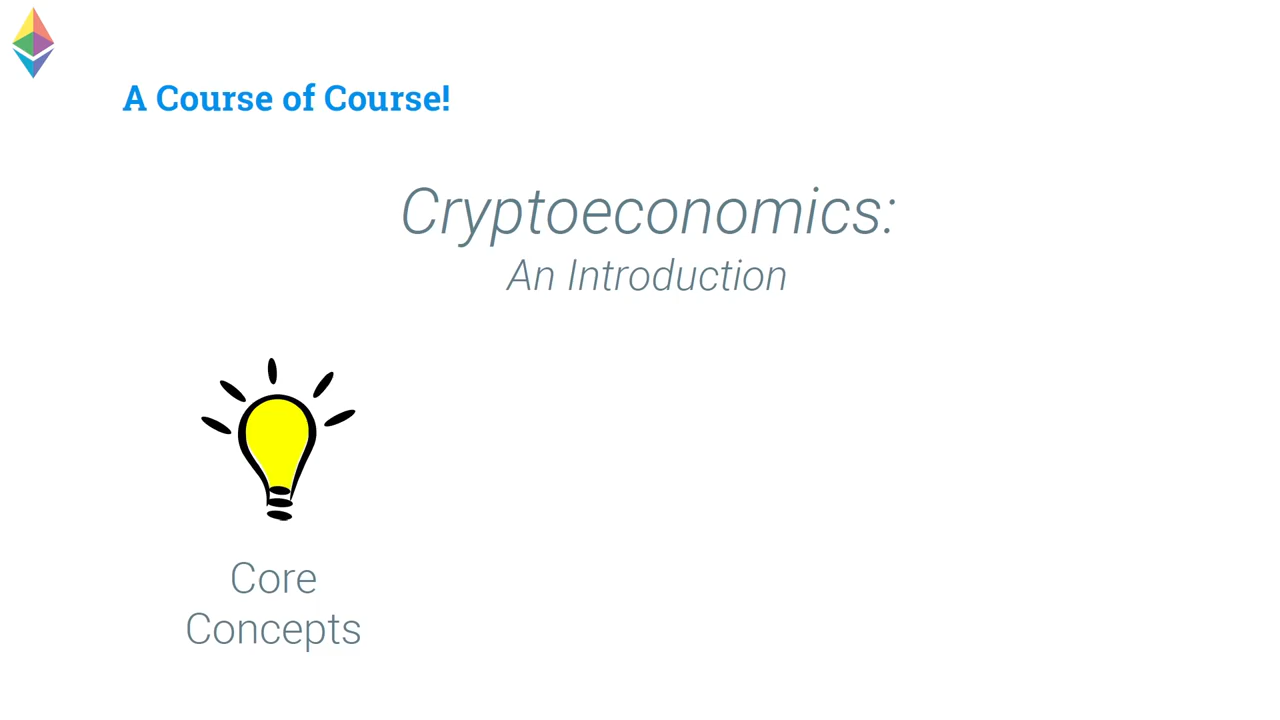 A Course of Course!
Cryptoeconomics:
An Introduction
Core
Concepts